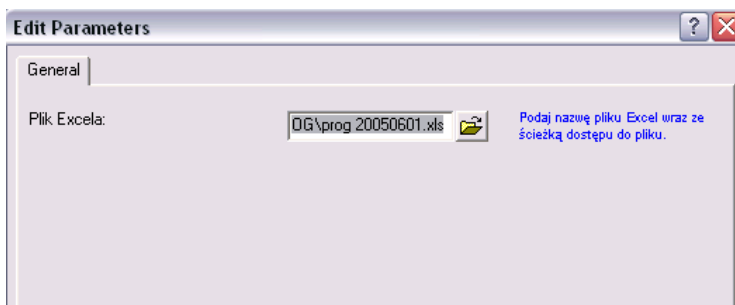 Edit Parameters
General
Plik Excela:
OG\prog 20050601.xls
Podaj nazwę pliku Excel wraz ze
ścieżką dostępu do pliku.